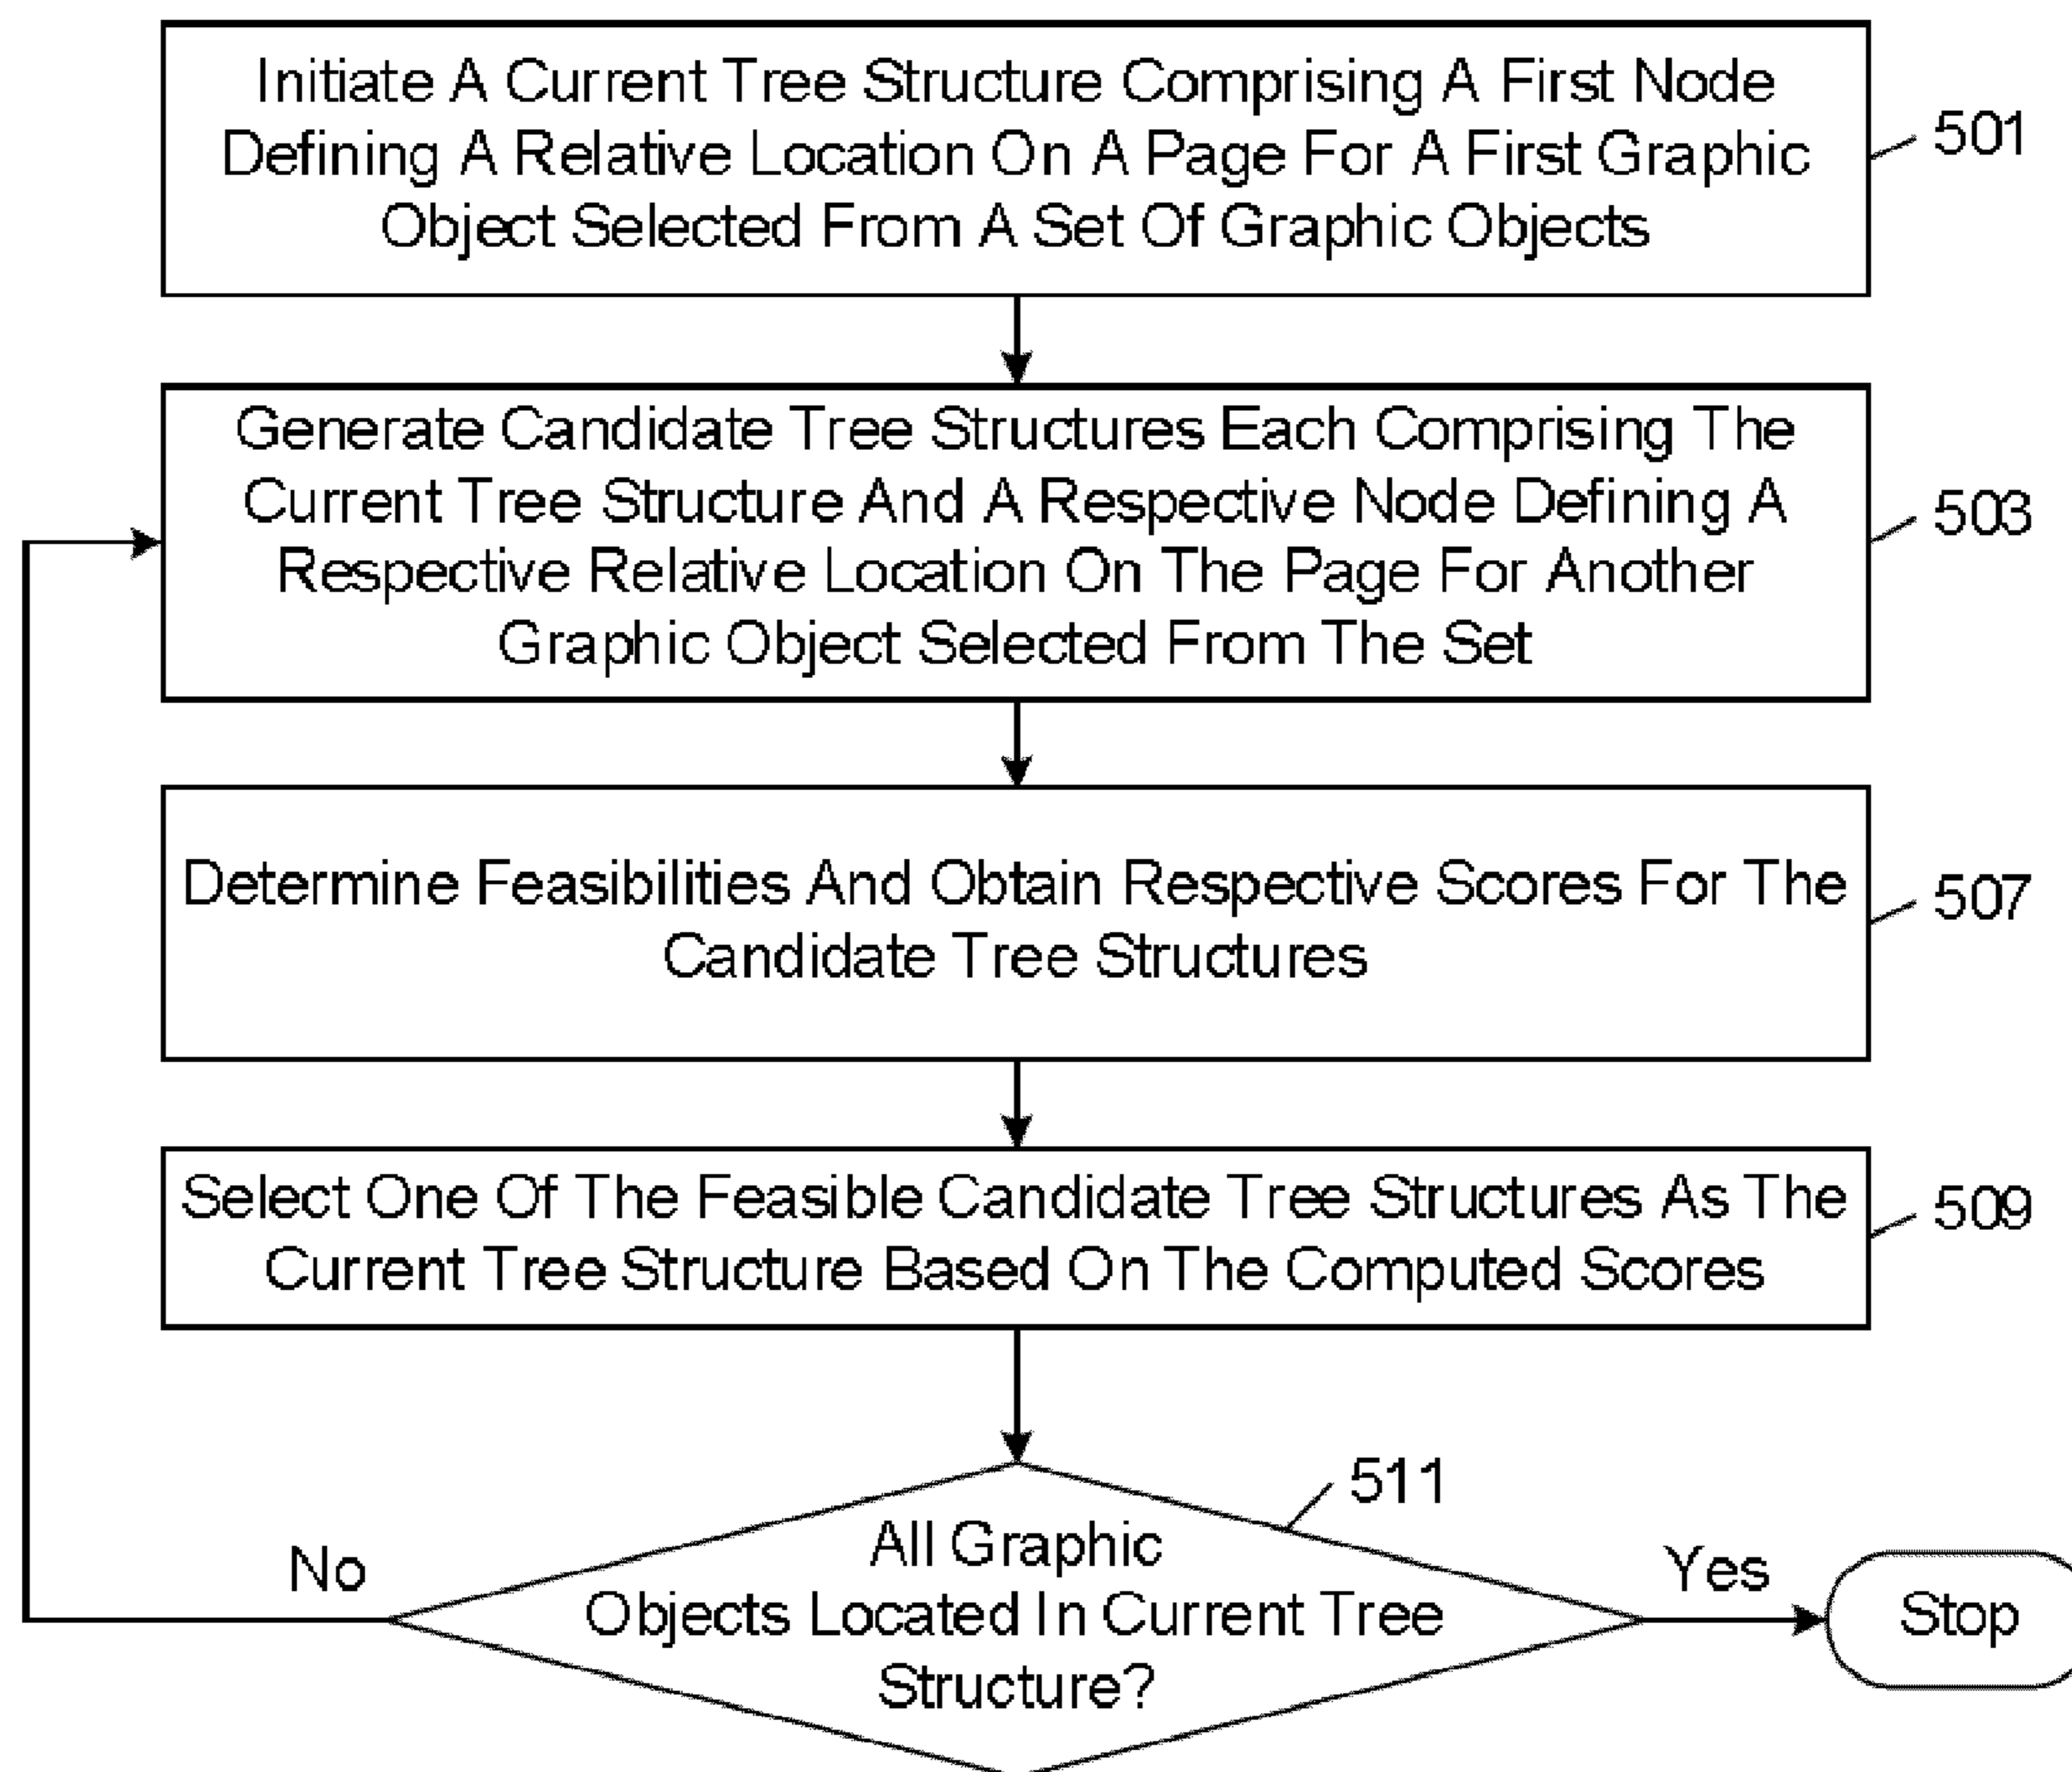 Initiate A Current Tree Structure Comprising A First Node
Defining A Relative Location On A Page For A First Graphic
Object Selected From A Set Of Graphic Objects
501
Generate Candidate Tree Structures Each Comprising The
Current Tree Structure And A Respective Node Defining A
Respective Relative Location On The Page For Another
Graphic Object Selected From The Set
503
Determine Feasibilities And Obtain Respective Scores For The
Candidate Tree Structures
507
Select One Of The Feasible Candidate Tree Structures As The
Current Tree Structure Based On The Computed Scores
509
511
All Graphic
Objects Located In Current Tree
Structure?
No
Yes
Stop